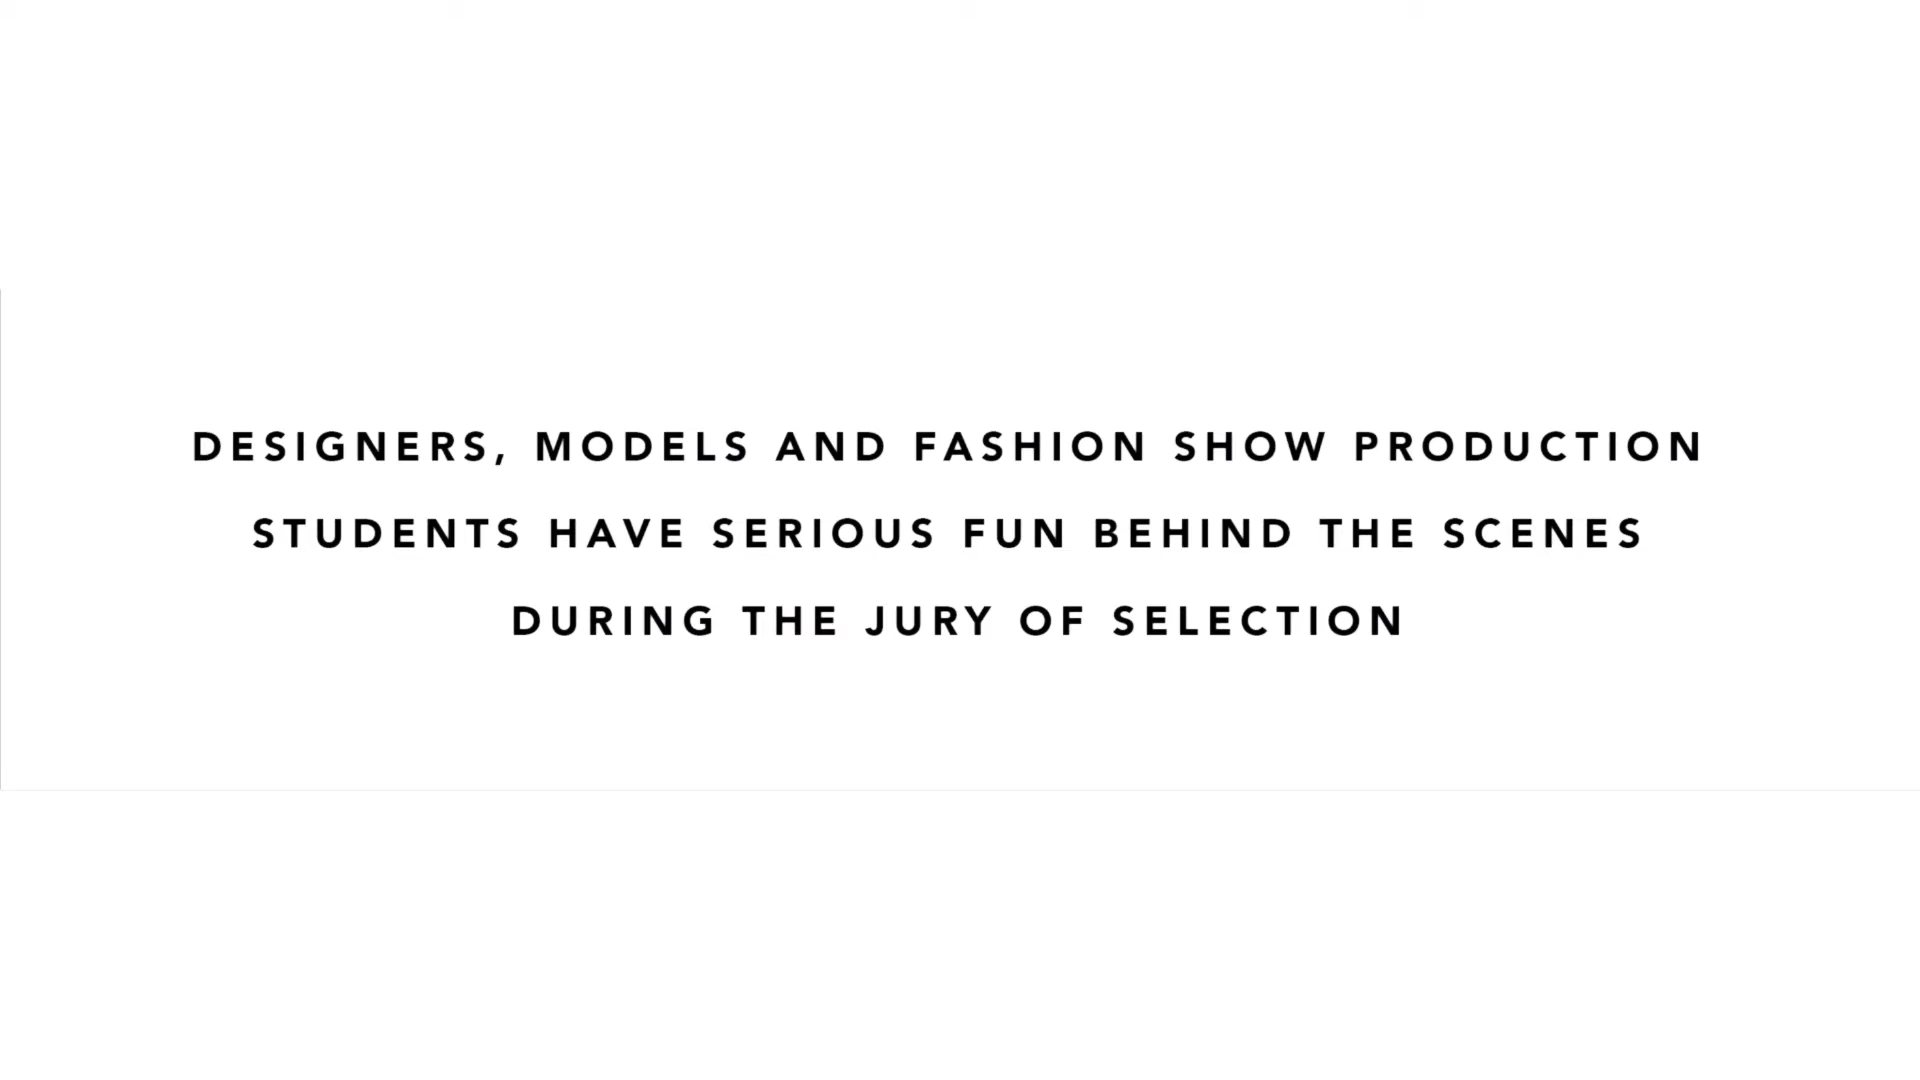 DESIGNERS, MODELS AND FASHION SHOW PRODUCTION
STUDENTS HAVE SERIOUS FUN BEHIND THE SCENES
DURING THE JURY OF SELECTION